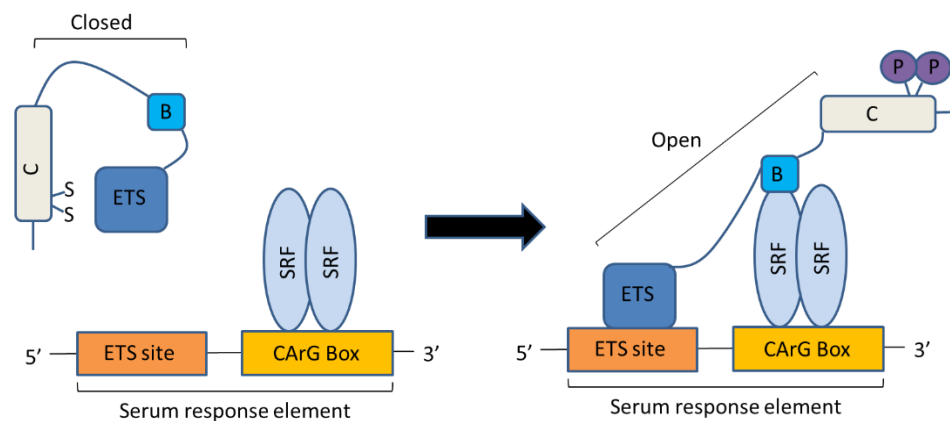 Closed
B
C
S
S
ETS
SRF
SRF
5’
ETS site
CArG Box
3’
Serum response element
P
P
C
Open
B
SRF
SRF
ETS
5’
ETS site
CArG Box
3’
Serum response element